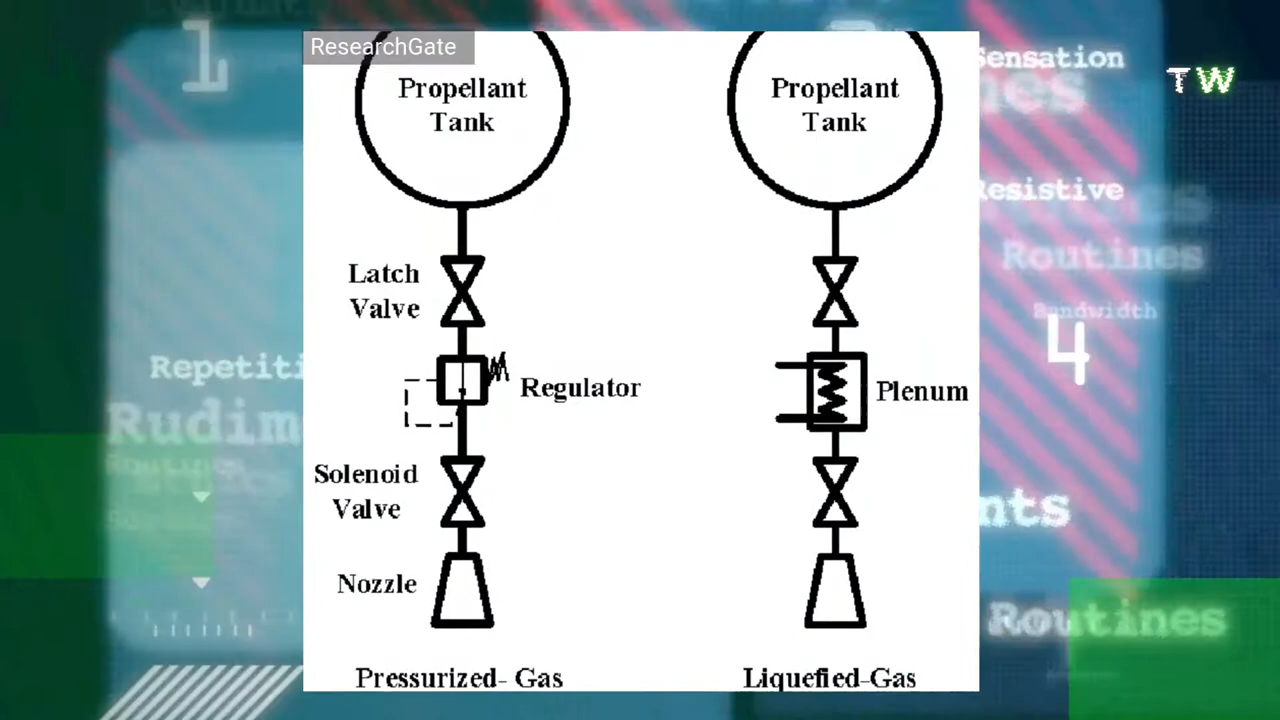 ResearchGate
1
TW
Sensation
Propellant
Tank
Propellant
Tank
Resistive
Routines
Latch
Valve
Bandwidth
4
Repetiti
Rudim
Regulator
Plenum
Solenoid
Valve
nts
Nozzle
Routines
Pressurized- Gas
Liquefied-Gas